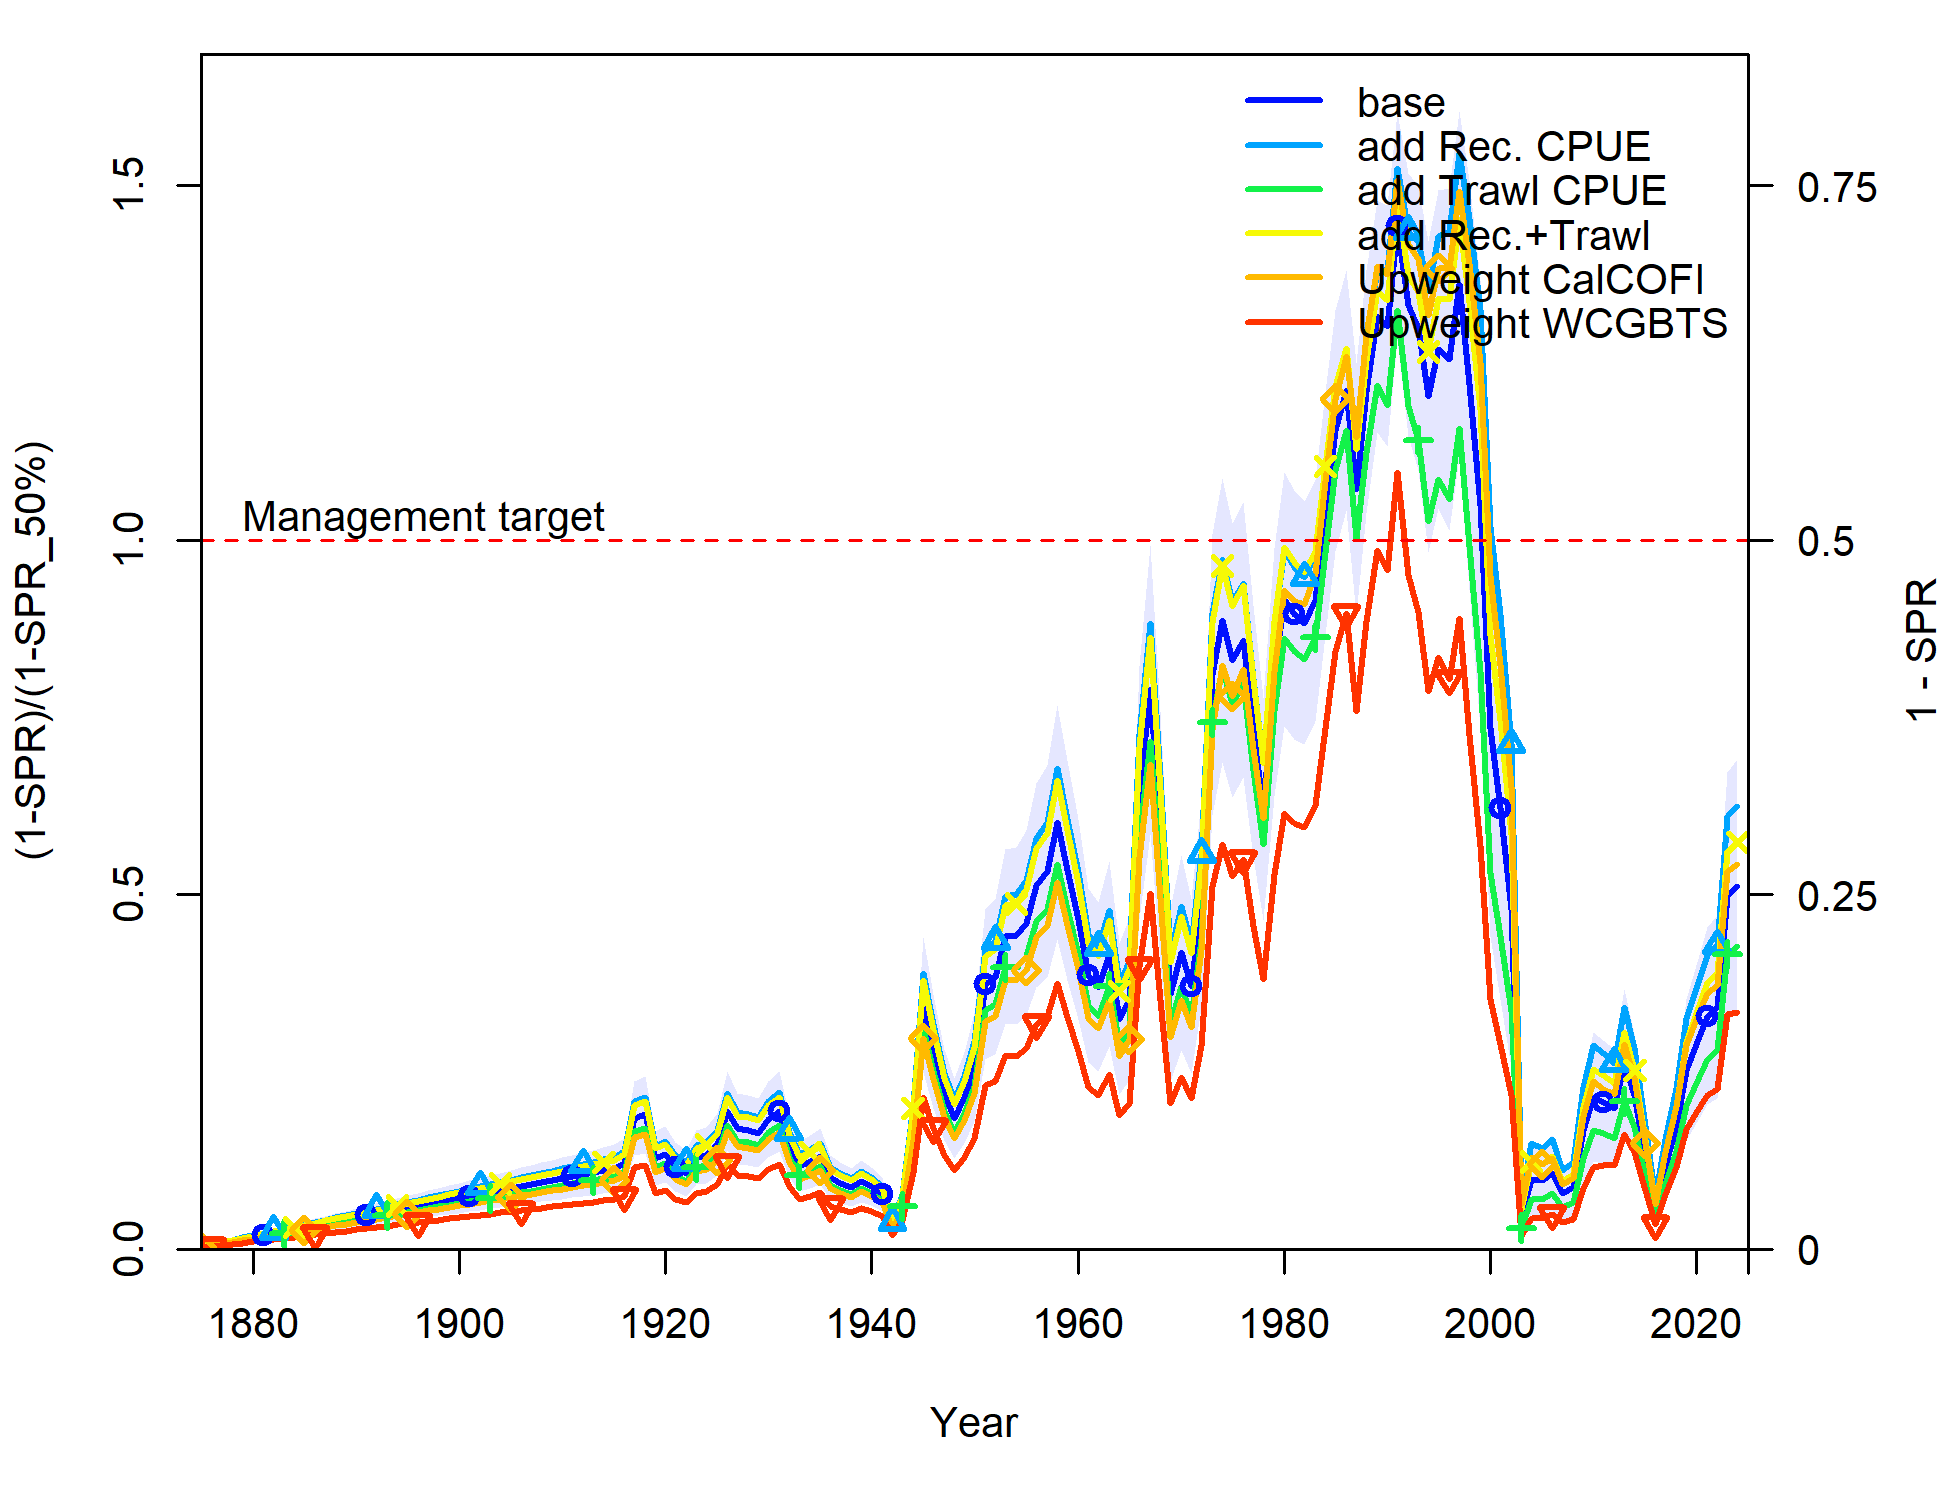 base
add Rec. CPUE
add Trawl CPUE
add Rec.+Trawl
Upweight CalCOFI
Upweight WCGBTS
Management target
(1-SPR)/(1-SPR_50%)
0.0
0.5
1.0
1.5
1 - SPR
0
0.25
0.5
0.75
1880 1900 1920 1940 1960 1980 2000 2020
Year